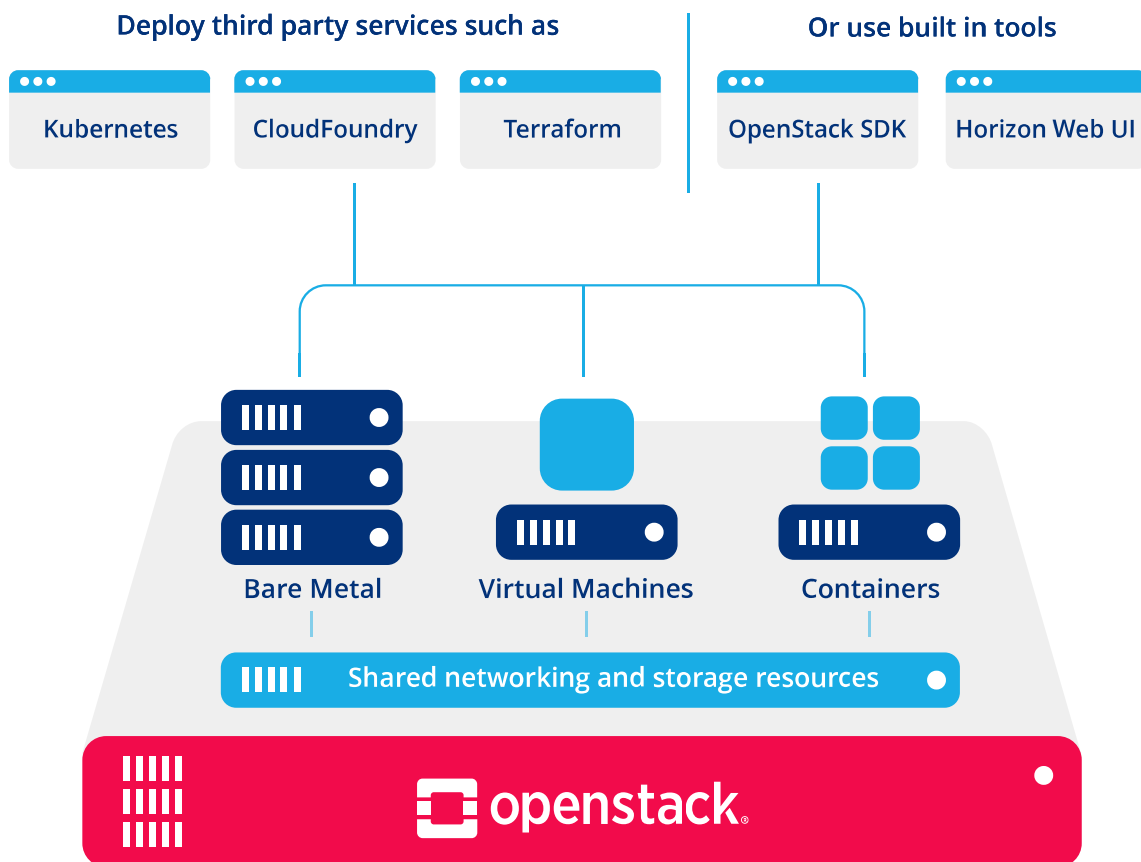 Deploy third party services such as
Or use built in tools
Kubernetes
CloudFoundry
Terraform
OpenStack SDK
Horizon Web UI
Bare Metal
Virtual Machines
Containers
Shared networking and storage resources
openstack®